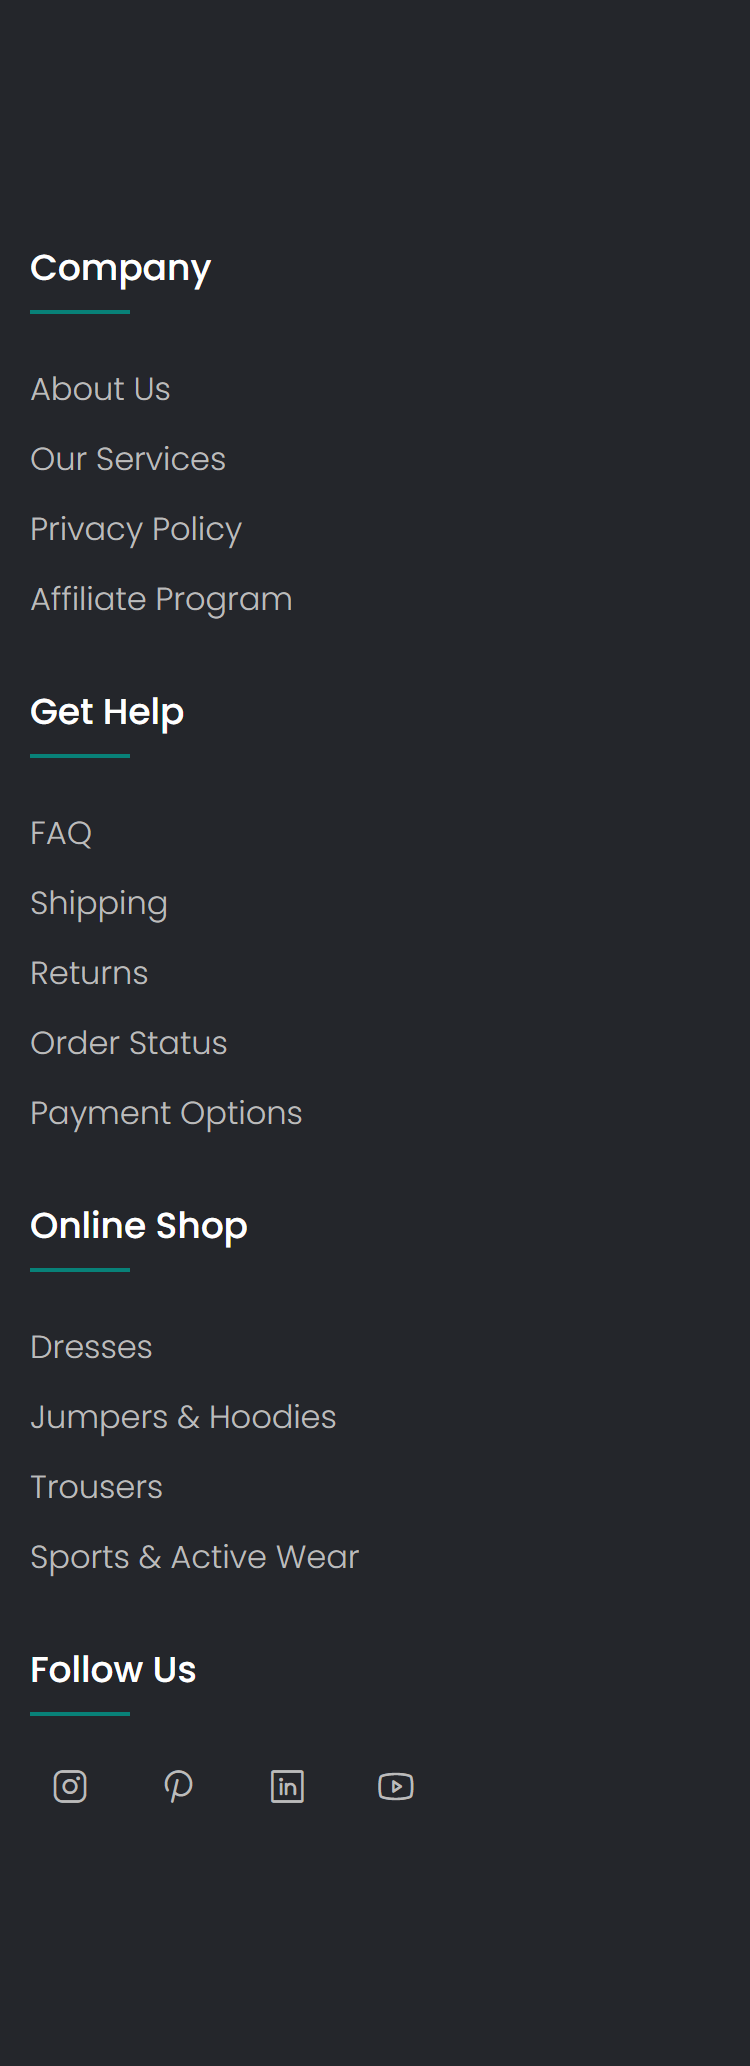 Company
About Us
Our Services
Privacy Policy
Affiliate Program
Get Help
FAQ
Shipping
Returns
Order Status
Payment Options
Online Shop
Dresses
Jumpers & Hoodies
Trousers
Sports & Active Wear
Follow Us